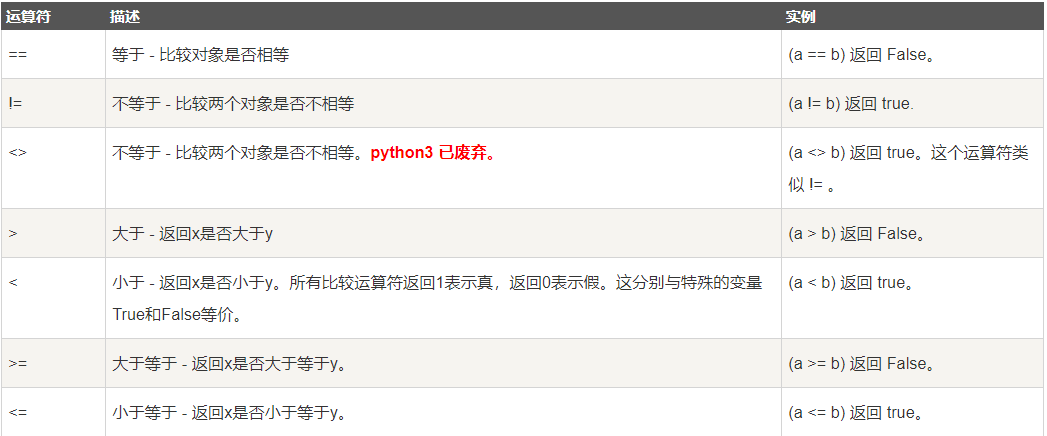 运算符 描述 实例
== 等于 - 比较对象是否相等 (a == b) 返回 False。
!= 不等于 - 比较两个对象是否不相等 (a != b) 返回 true.
<> 不等于 - 比较两个对象是否不相等。python3 已废弃。 (a <> b) 返回 true。这个运算符类
似 != 。
> 大于 - 返回x是否大于y (a > b) 返回 False。
< 小于 - 返回x是否小于y。所有比较运算符返回1表示真，返回0表示假。这分别与特殊的变量 (a < b) 返回 true。
True和False等价。
>= 大于等于 - 返回x是否大于等于y。 (a >= b) 返回 False。
<= 小于等于 - 返回x是否小于等于y。 (a <= b) 返回 true。